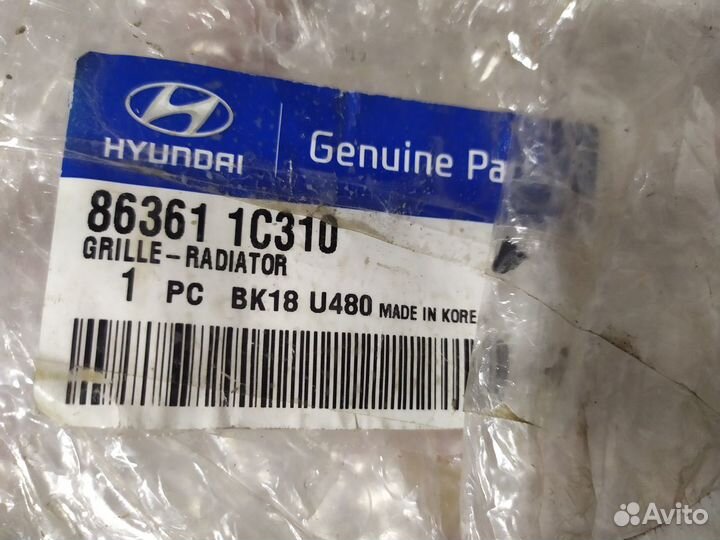 HYUNDAI
Genuine Pa
86361 1C310
GRILLE-RADIATOR
1 PC BK18 U480 MADE IN KORE
Avito